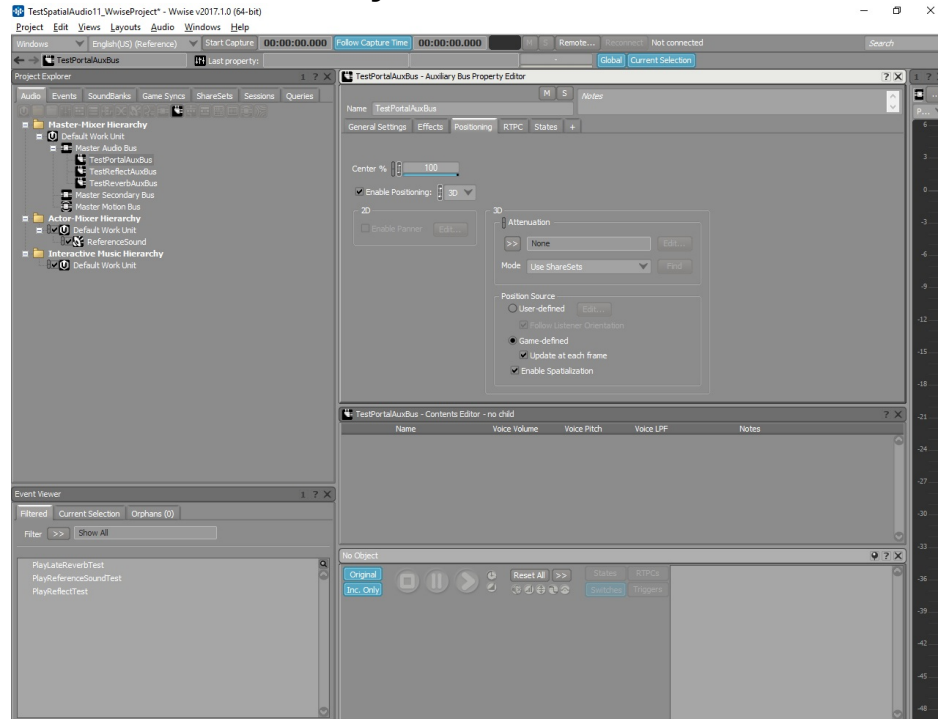 TestSpatialAudio11_WwiseProject* - Wwise v2017.1.0 (64-bit)
Project Edit Views Layouts Audio Windows Help
Windows English(US) (Reference) Start Capture 00:00:00.000 Follow Capture Time 00:00:00.000 M S Remote... Reconnect Not connected Search
TestPortalAuxBus Last property: Global Current Selection
Project Explorer 1 ? X
Audio Events SoundBanks Game Syncs ShareSets Sessions Queries
Master-Mixer Hierarchy
Default Work Unit
Master Audio Bus
TestPortalAuxBus
TestReflectAuxBus
TestReverbAuxBus
Master Secondary Bus
Master Motion Bus
Actor-Mixer Hierarchy
Default Work Unit
ReferenceSound
Interactive Music Hierarchy
Default Work Unit
Event Viewer 1 ? X
Filtered Current Selection Orphans (0)
Filter >> Show All
PlayLateReverbTest
PlayReferenceSoundTest
PlayReflectTest
TestPortalAuxBus - Auxiliary Bus Property Editor ? X
M S Notes
Name TestPortalAuxBus
General Settings Effects Positioning RTPC States +
Center % 100
Enable Positioning: 3D
2D
Enable Panner Edit...
3D
Attenuation
>> None Edit...
Mode Use ShareSets Find
Position Source
User-defined Edit...
Follow Listener Orientation
Game-defined
Update at each frame
Enable Spatialization
TestPortalAuxBus - Contents Editor - no child ? X
Name Voice Volume Voice Pitch Voice LPF Notes
No Object ? X
Original Reset All >> States RTPCs
Inc. Only Switches Triggers
1 ?
P...
6
3
0
-3
-6
-9
-12
-15
-18
-21
-24
-27
-30
-33
-36
-39
-42
-45
-48